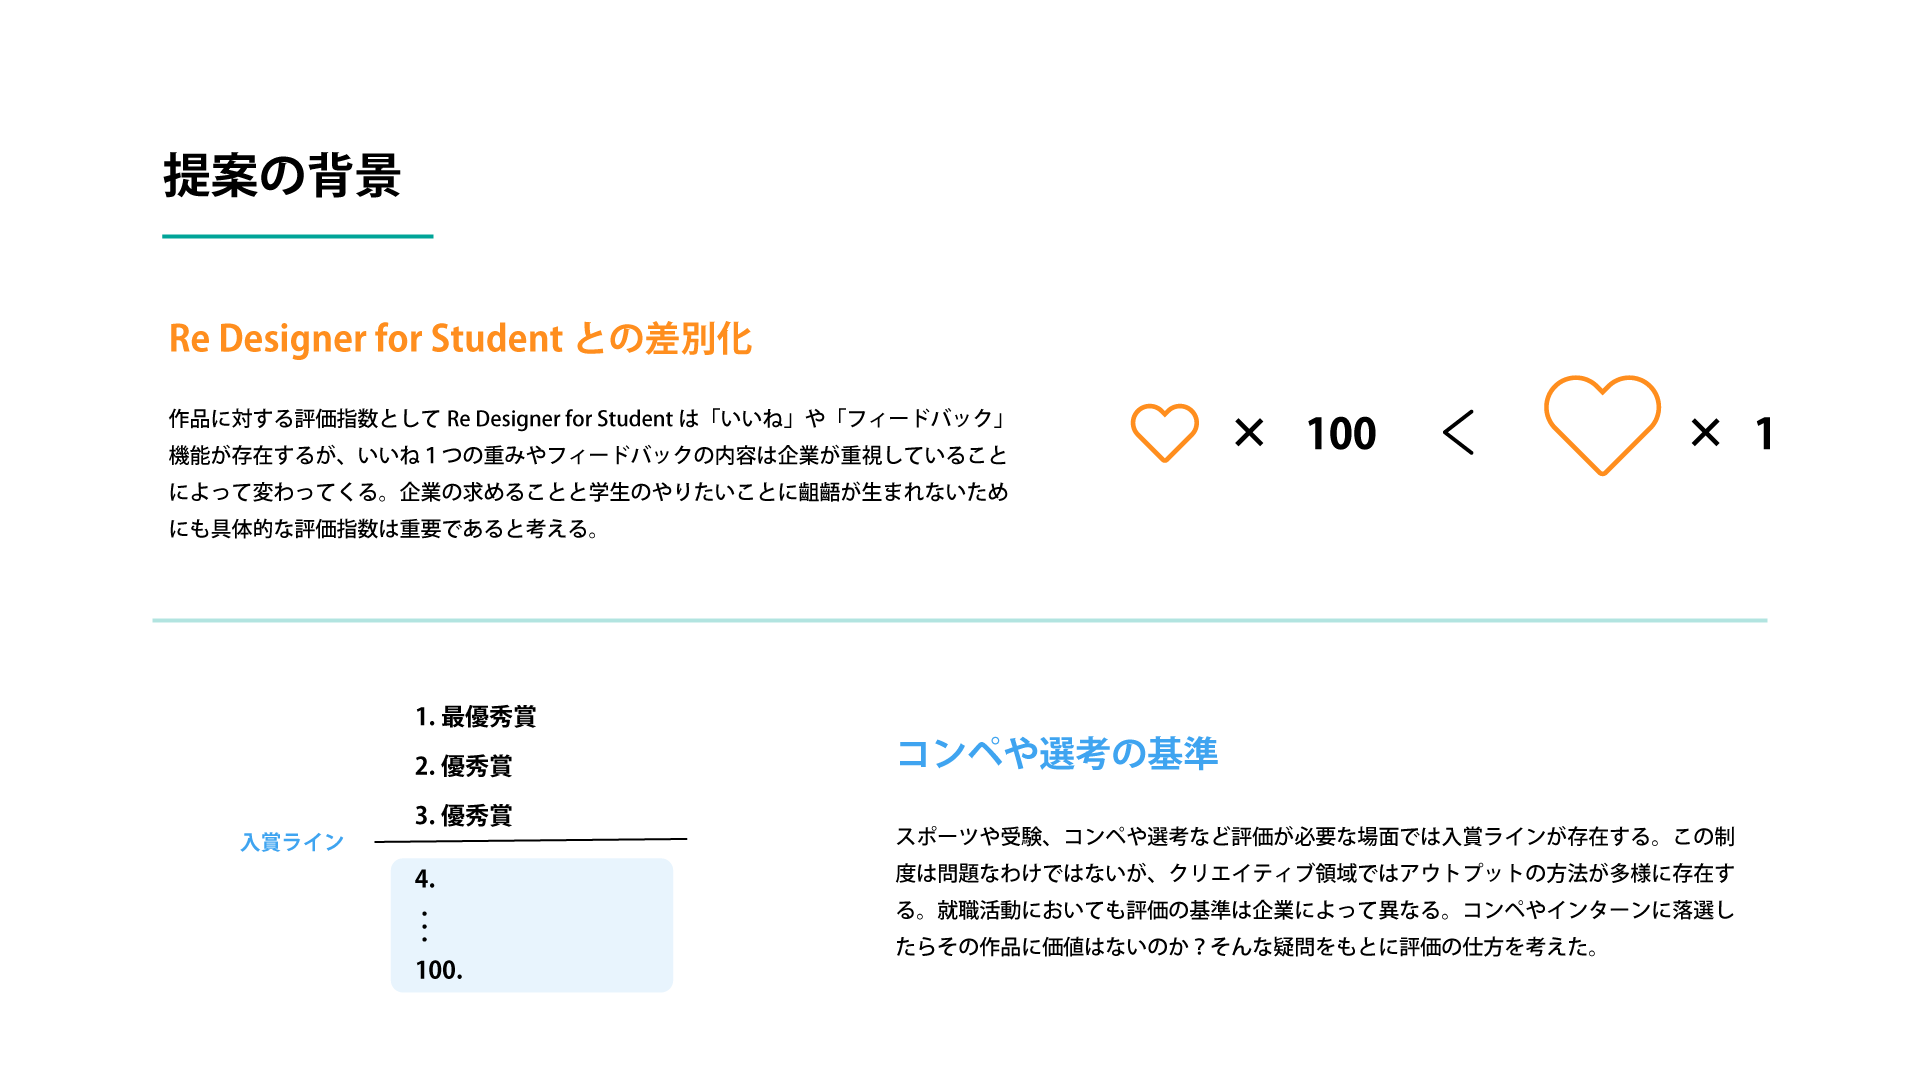 提案の背景
Re Designer for Student との差別化
作品に対する評価指数として Re Designer for Student は「いいね」や「フィードバック」
機能が存在するが、いいね 1 つの重みやフィードバックの内容は企業が重視していること
によって変わってくる。企業の求めることと学生のやりたいことに齟齬が生まれないため
にも具体的な評価指数は重要であると考える。
× 100 < × 1
1. 最優秀賞
2. 優秀賞
3. 優秀賞
入賞ライン
4.
⋮
100.
コンペや選考の基準
スポーツや受験、コンペや選考など評価が必要な場面では入賞ラインが存在する。この制
度は問題なわけではないが、クリエイティブ領域ではアウトプットの方法が多様に存在す
る。就職活動においても評価の基準は企業によって異なる。コンペやインターンに落選し
たらその作品に価値はないのか？そんな疑問をもとに評価の仕方を考えた。